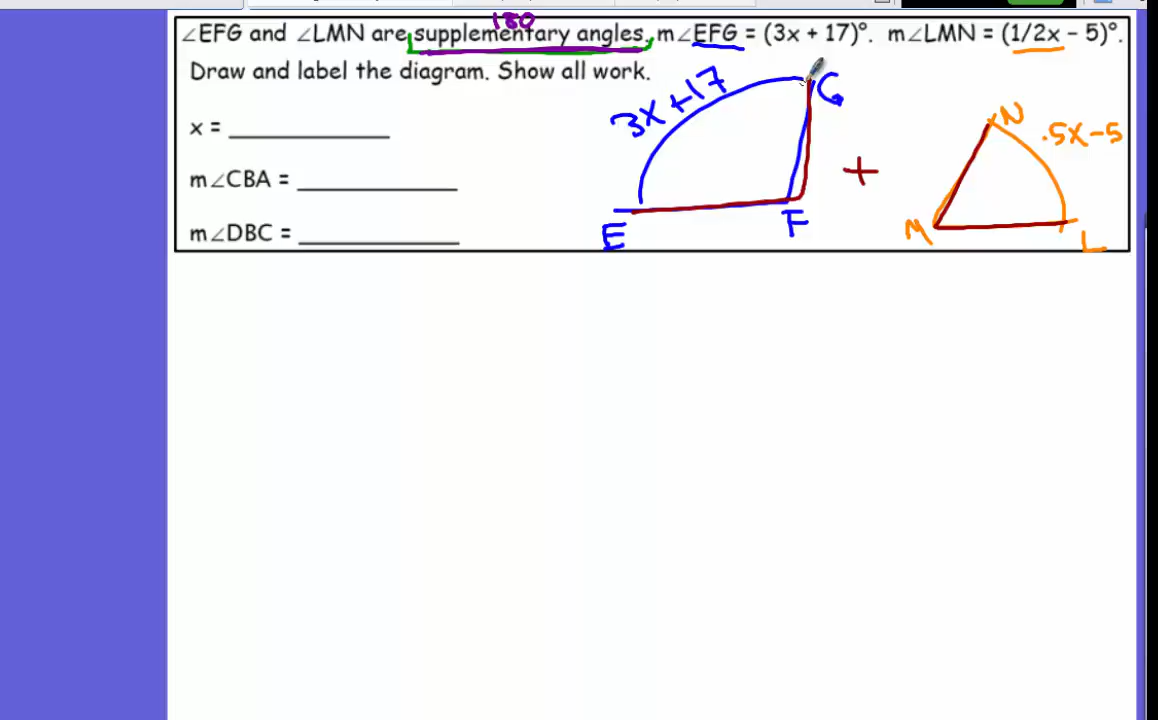 180
∠EFG and ∠LMN are supplementary angles. m∠EFG = (3x + 17)°. m∠LMN = (1/2x - 5)°.
Draw and label the diagram. Show all work.
x = ____________
m∠CBA = ____________
m∠DBC = ____________
3x+17
G
E
F
+
N
.5x-5
M
L